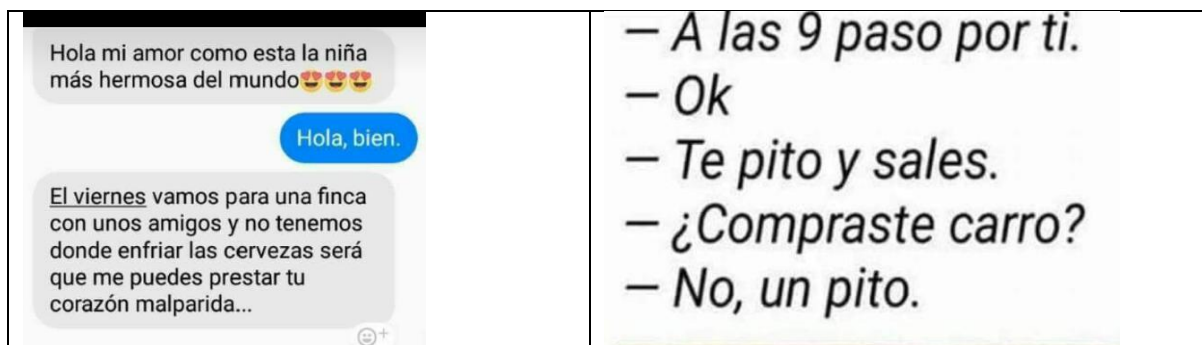 Hola mi amor como esta la niña
más hermosa del mundo😍😍😍
Hola, bien.
El viernes vamos para una finca
con unos amigos y no tenemos
donde enfriar las cervezas será
que me puedes prestar tu
corazón malparida...
— A las 9 paso por ti.
— Ok
— Te pito y sales.
— ¿Compraste carro?
— No, un pito.